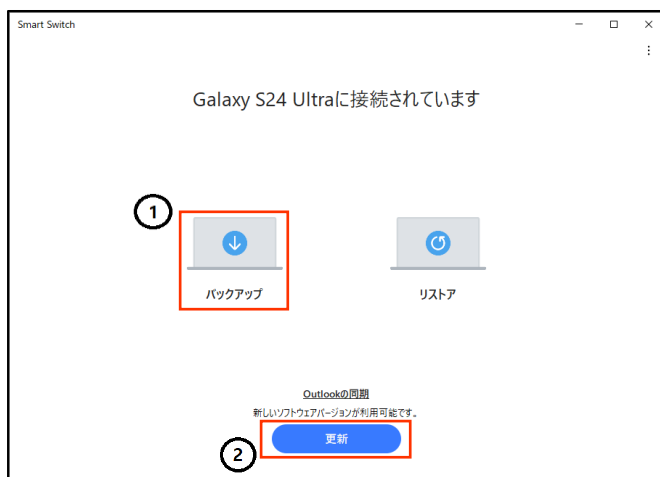 Smart Switch
Galaxy S24 Ultraに接続されています
1
バックアップ
リストア
Outlookの同期
新しいソフトウェアバージョンが利用可能です。
2
更新